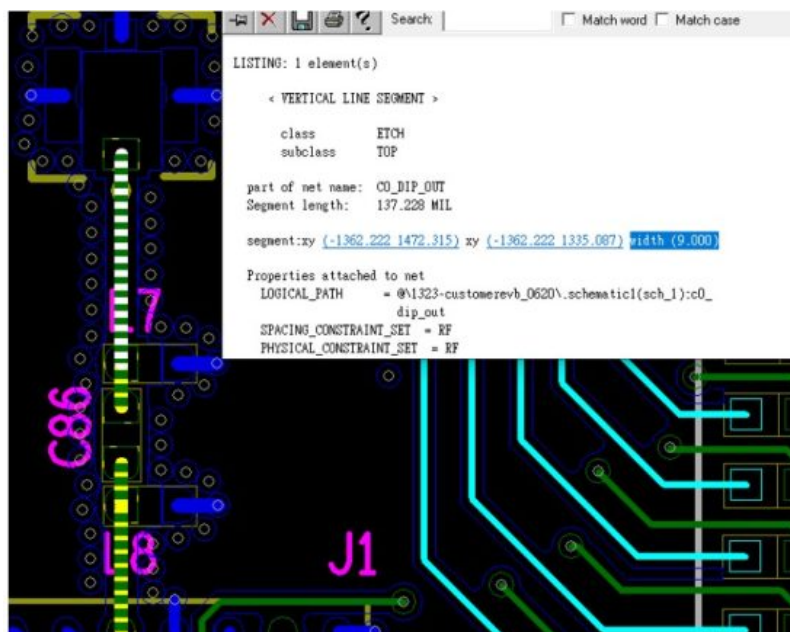 Search:
Match word
Match case
LISTING: 1 element(s)
< VERTICAL LINE SEGMENT >
class ETCH
subclass TOP
part of net name: CO_DIP_OUT
Segment length: 137.228 MIL
segment:xy (-1362.222 1472.315) xy (-1362.222 1335.087) width (9.000)
Properties attached to net
LOGICAL_PATH = @\1323-customerevb_0620\.schematic1(sch_1):c0_
dip_out
SPACING_CONSTRAINT_SET = RF
PHYSICAL_CONSTRAINT_SET = RF
L7
C86
L8
J1